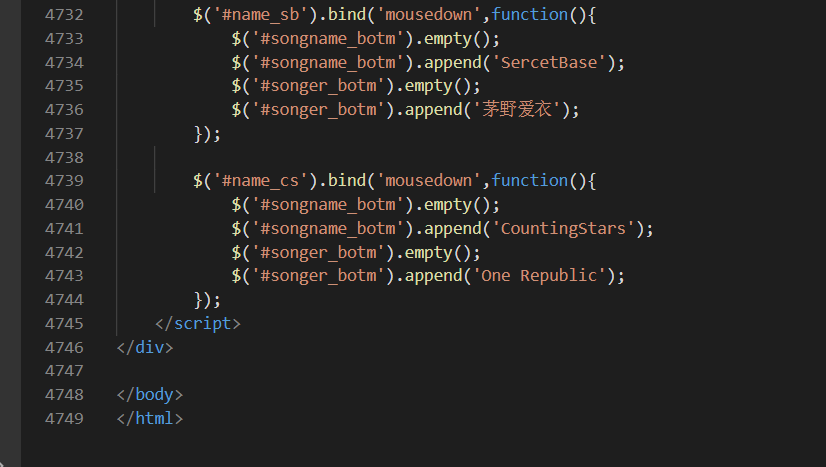 4732 $('#name_sb').bind('mousedown',function(){
4733 $('#songname_botm').empty();
4734 $('#songname_botm').append('SercetBase');
4735 $('#songer_botm').empty();
4736 $('#songer_botm').append('茅野爱衣');
4737 });
4738
4739 $('#name_cs').bind('mousedown',function(){
4740 $('#songname_botm').empty();
4741 $('#songname_botm').append('CountingStars');
4742 $('#songer_botm').empty();
4743 $('#songer_botm').append('One Republic');
4744 });
4745 </script>
4746 </div>
4747
4748 </body>
4749 </html>